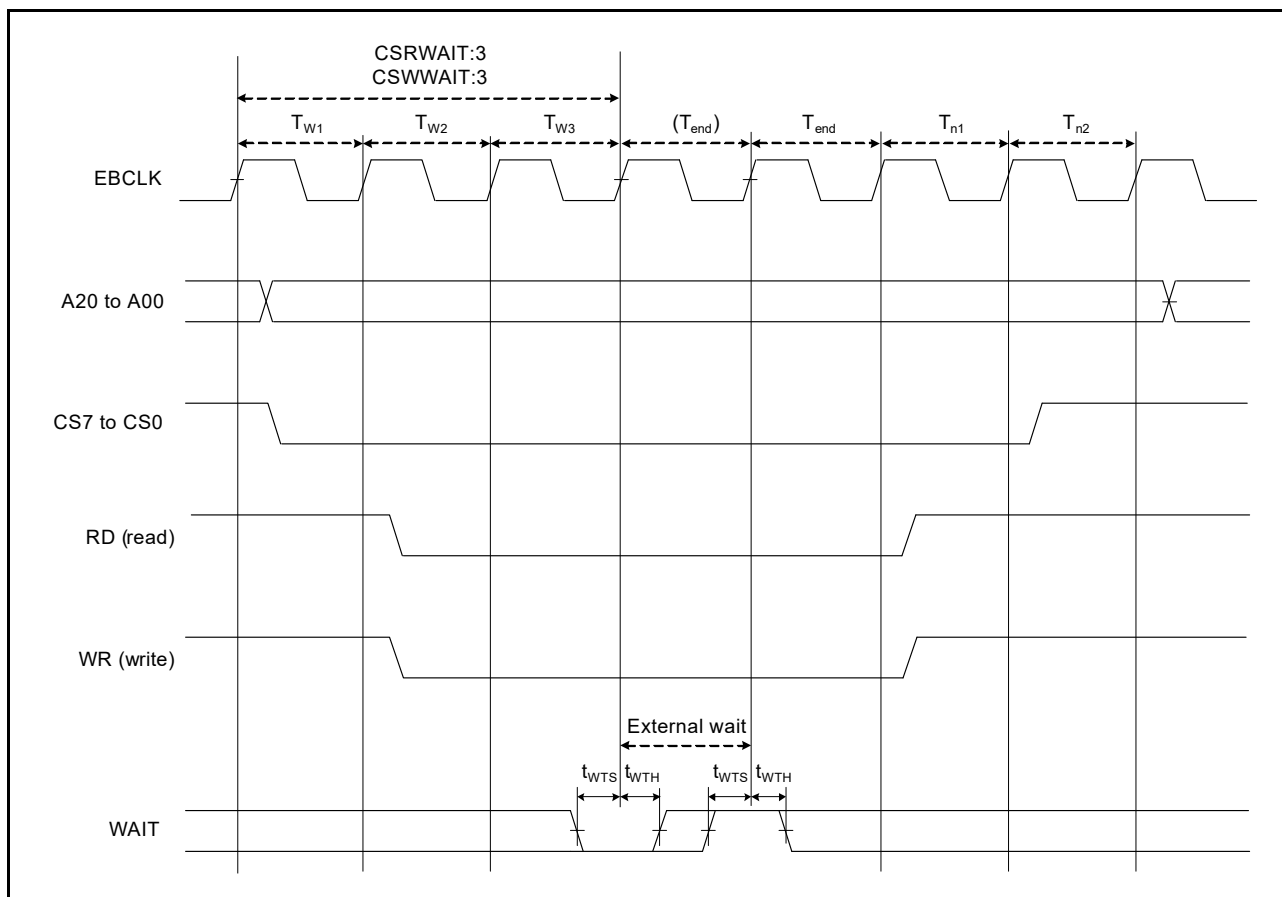 CSRWAIT:3
CSWWAIT:3
TW1 TW2 TW3 (Tend) Tend Tn1 Tn2
EBCLK
A20 to A00
CS7 to CS0
RD (read)
WR (write)
External wait
tWTS tWTH tWTS tWTH
WAIT